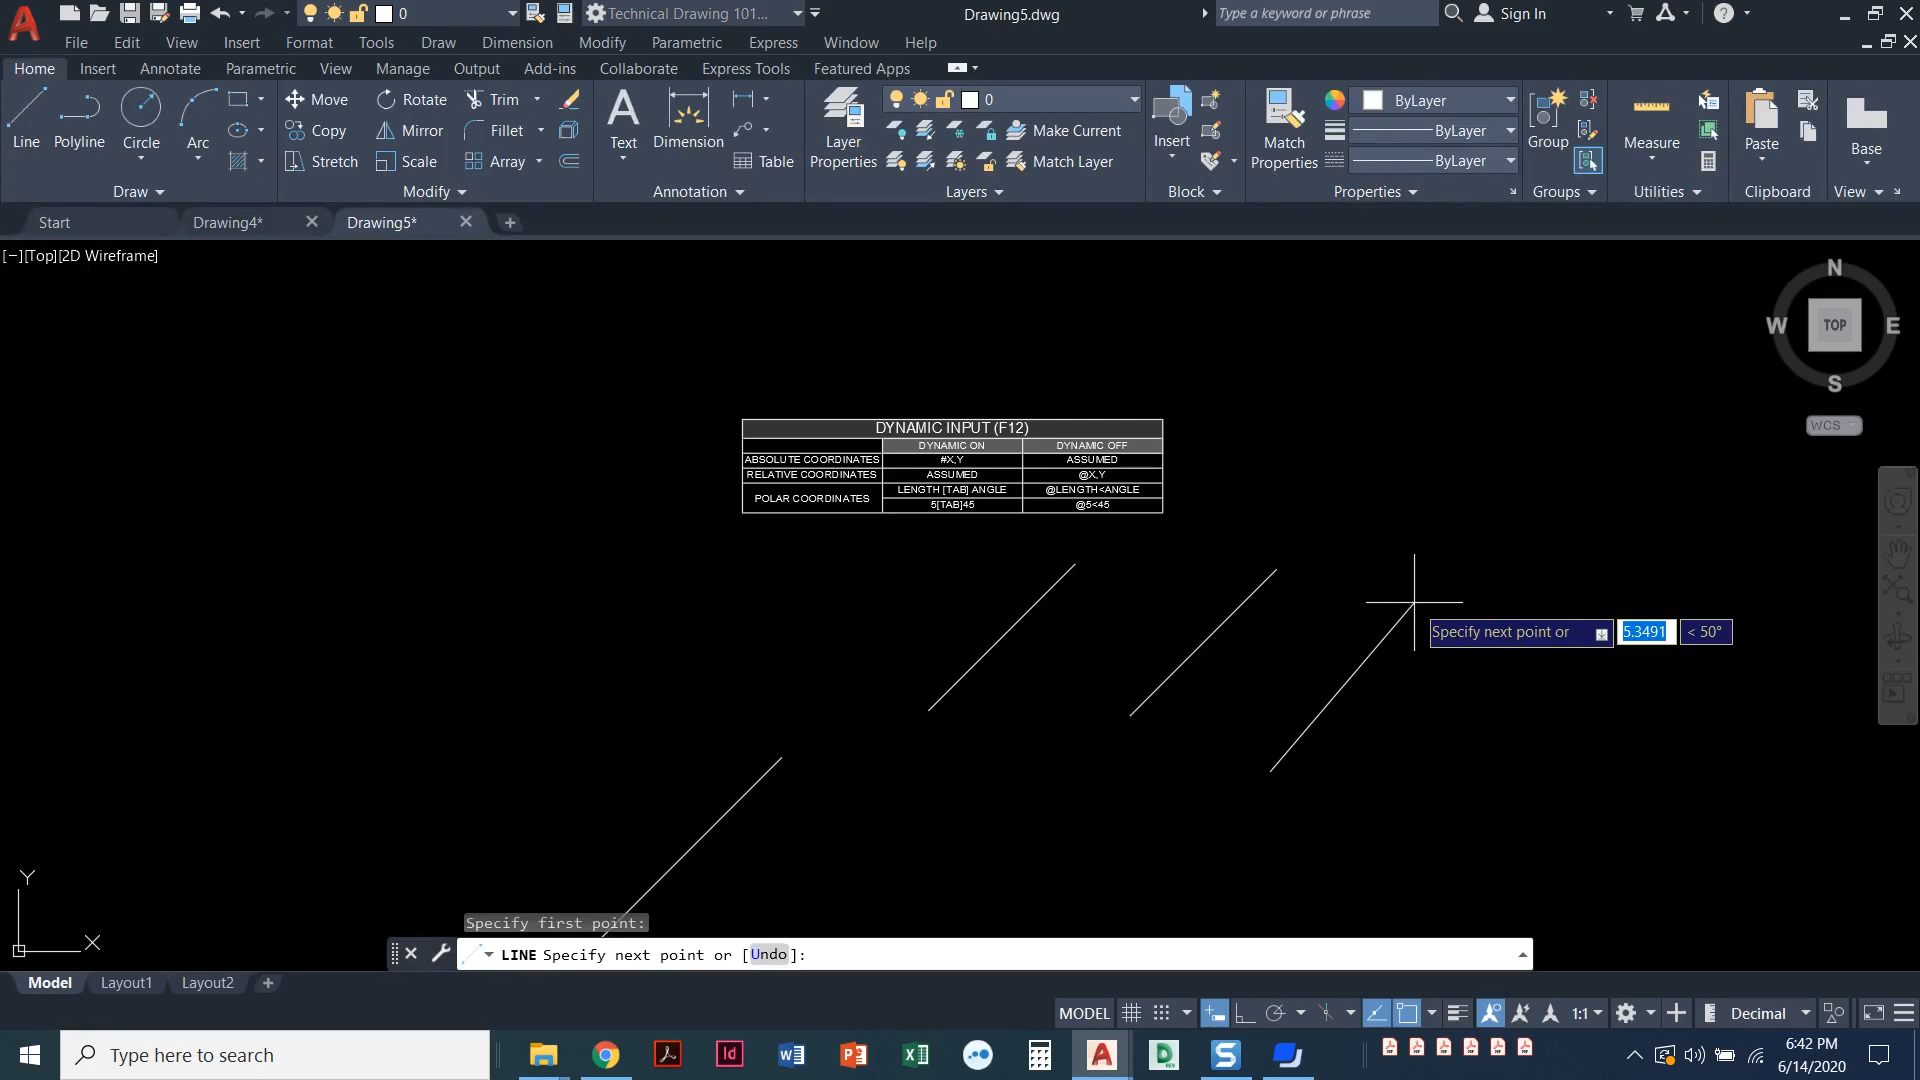 0
Technical Drawing 101...
Drawing5.dwg
Type a keyword or phrase
Sign In
File Edit View Insert Format Tools Draw Dimension Modify Parametric Express Window Help
Home Insert Annotate Parametric View Manage Output Add-ins Collaborate Express Tools Featured Apps
Line Polyline Circle Arc
Move Rotate Trim
Copy Mirror Fillet
Stretch Scale Array
Text Dimension Table
Layer Properties
0
Make Current
Match Layer
Insert
Match Properties
ByLayer
ByLayer
ByLayer
Group
Measure
Paste
Base
Draw Modify Annotation Layers Block Properties Groups Utilities Clipboard View
Start Drawing4* Drawing5*
[−][Top][2D Wireframe]
N
W TOP E
S
WCS
DYNAMIC INPUT (F12)
DYNAMIC ON DYNAMIC OFF
ABSOLUTE COORDINATES #X,Y ASSUMED
RELATIVE COORDINATES ASSUMED @X,Y
POLAR COORDINATES LENGTH [TAB] ANGLE @LENGTH<ANGLE
5[TAB]45 @5<45
Specify next point or 5.3491 < 50°
Y
X
Specify first point:
LINE Specify next point or [Undo]:
Model Layout1 Layout2
MODEL 1:1 Decimal
Type here to search
6:42 PM
6/14/2020